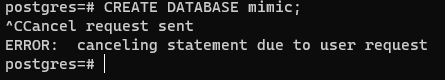 postgres=# CREATE DATABASE mimic;
^CCancel request sent
ERROR:  canceling statement due to user request
postgres=#